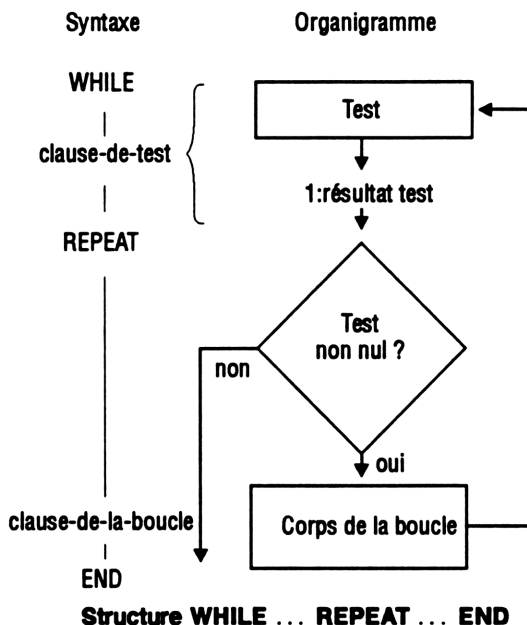 Syntaxe Organigramme
WHILE
clause-de-test
REPEAT
clause-de-la-boucle
END
Test
1:résultat test
Test
non nul ?
non
oui
Corps de la boucle
Structure WHILE ... REPEAT ... END